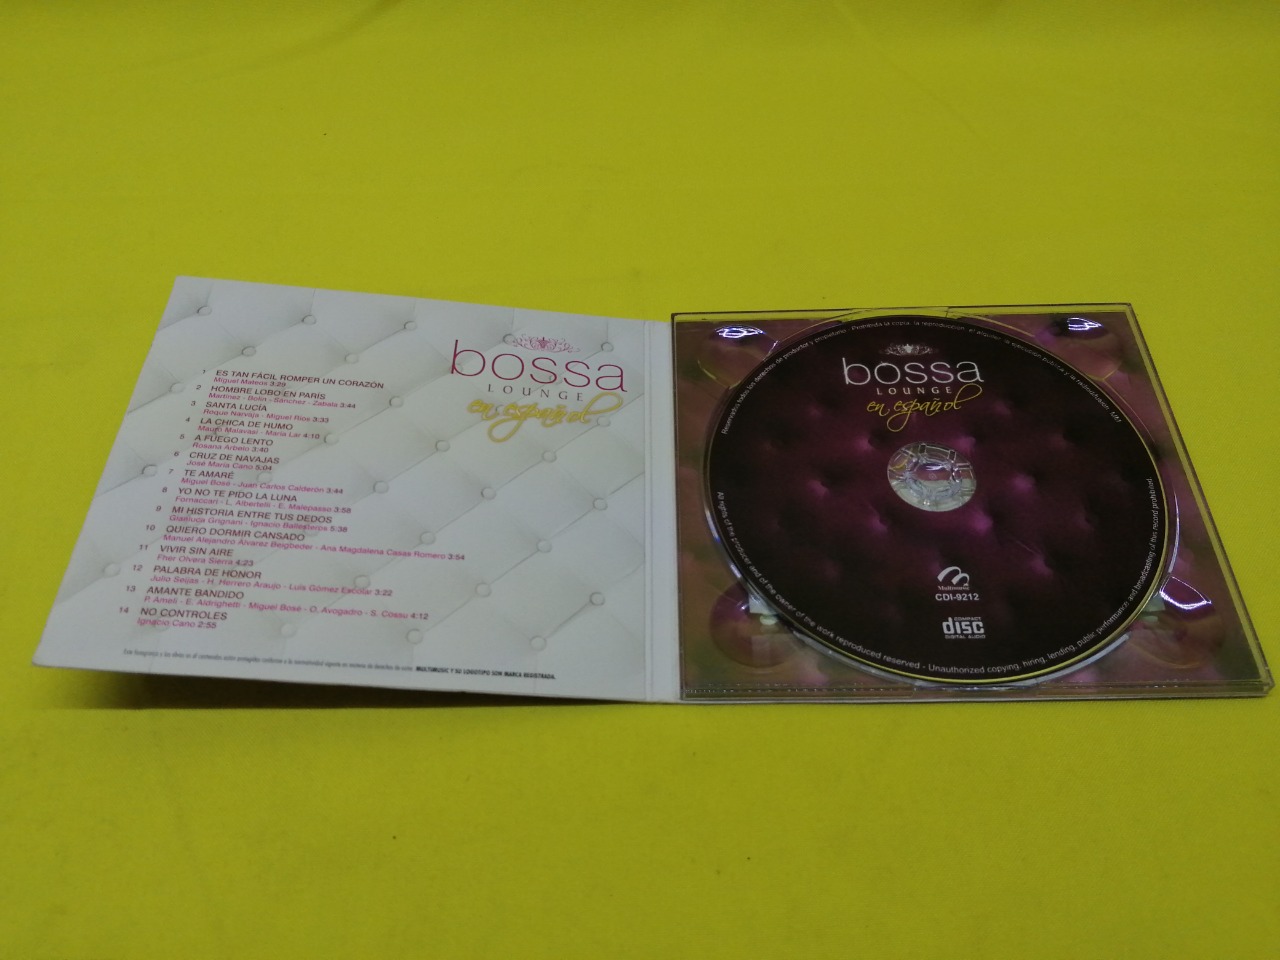 bossa
LOUNGE
en español
1 ES TAN FÁCIL ROMPER UN CORAZÓN
Miguel Mateos 3:29
2 HOMBRE LOBO EN PARÍS
Martínez - Bolin - Sánchez - Zabala 3:44
3 SANTA LUCÍA
Roque Narvaja - Miguel Ríos 3:33
4 LA CHICA DE HUMO
Mauro Malavasi - María Lar 4:10
5 A FUEGO LENTO
Rosana Arbelo 3:40
6 CRUZ DE NAVAJAS
José María Cano 5:04
7 TE AMARÉ
Miguel Bosé - Juan Carlos Calderón 3:44
8 YO NO TE PIDO LA LUNA
Fornaccan - L. Albertelli - E. Malepasso 3:58
9 MI HISTORIA ENTRE TUS DEDOS
Gianluca Grignani - Ignacio Ballesteros 5:38
10 QUIERO DORMIR CANSADO
Manuel Alejandro Álvarez Beigbeder - Ana Magdalena Casas Romero 3:54
11 VIVIR SIN AIRE
Fher Olvera Sierra 4:23
12 PALABRA DE HONOR
Julio Seijas - H. Herrero Araujo - Luis Gómez Escolar 3:22
13 AMANTE BANDIDO
P. Ameli - E. Aldrighetti - Miguel Bosé - O. Avogadro - S. Cossu 4:12
14 NO CONTROLES
Ignacio Cano 2:55
MULTIMUSIC Y SU LOGOTIPO SON MARCA REGISTRADA.
bossa
LOUNGE
en español
Reservados todos los derechos de productor y propietario. Prohibida la copia, la reproducción, el alquiler, la ejecución pública y la radiodifusión.
Multimusic
CDI-9212
COMPACT
disc
DIGITAL AUDIO
All rights of the producer and of the owner of the work reproduced reserved - Unauthorized copying, hiring, lending, public performance and broadcasting of this record prohibited.